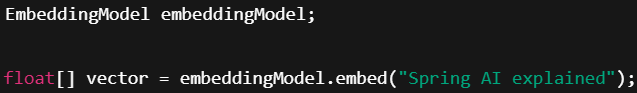 EmbeddingModel embeddingModel;
float[] vector = embeddingModel.embed("Spring AI explained");